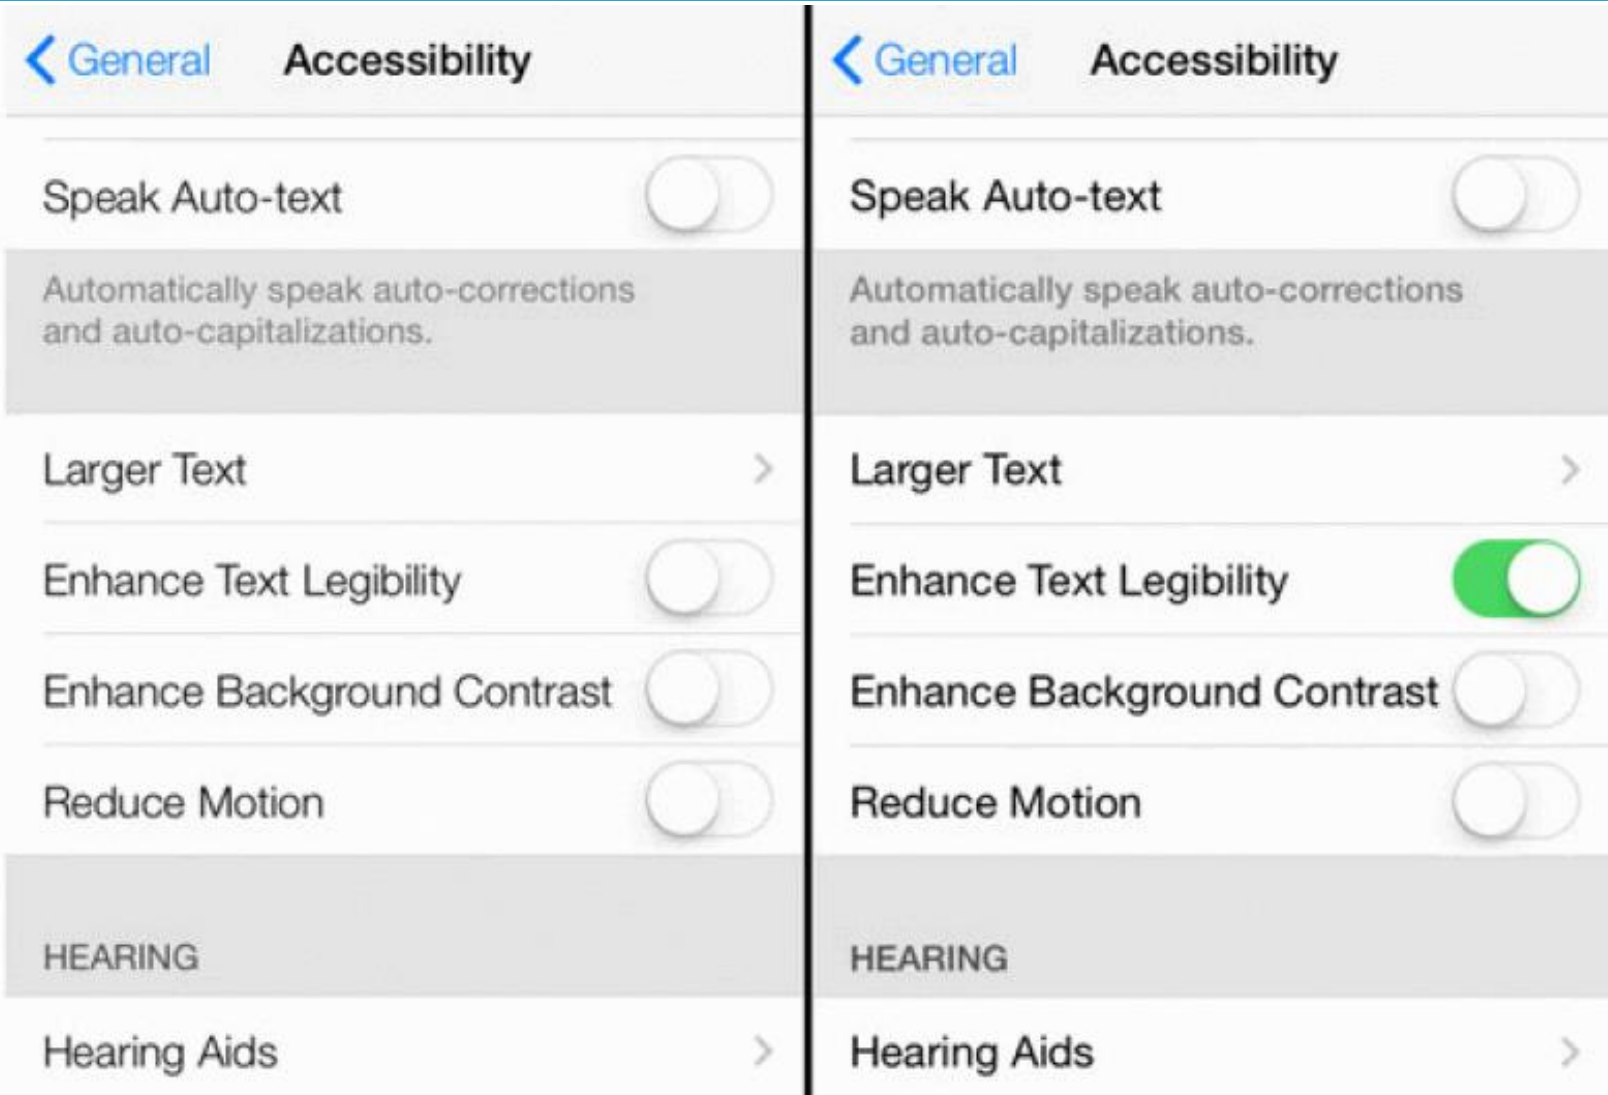 General Accessibility
Speak Auto-text
Automatically speak auto-corrections
and auto-capitalizations.
Larger Text
Enhance Text Legibility
Enhance Background Contrast
Reduce Motion
HEARING
Hearing Aids
General Accessibility
Speak Auto-text
Automatically speak auto-corrections
and auto-capitalizations.
Larger Text
Enhance Text Legibility
Enhance Background Contrast
Reduce Motion
HEARING
Hearing Aids